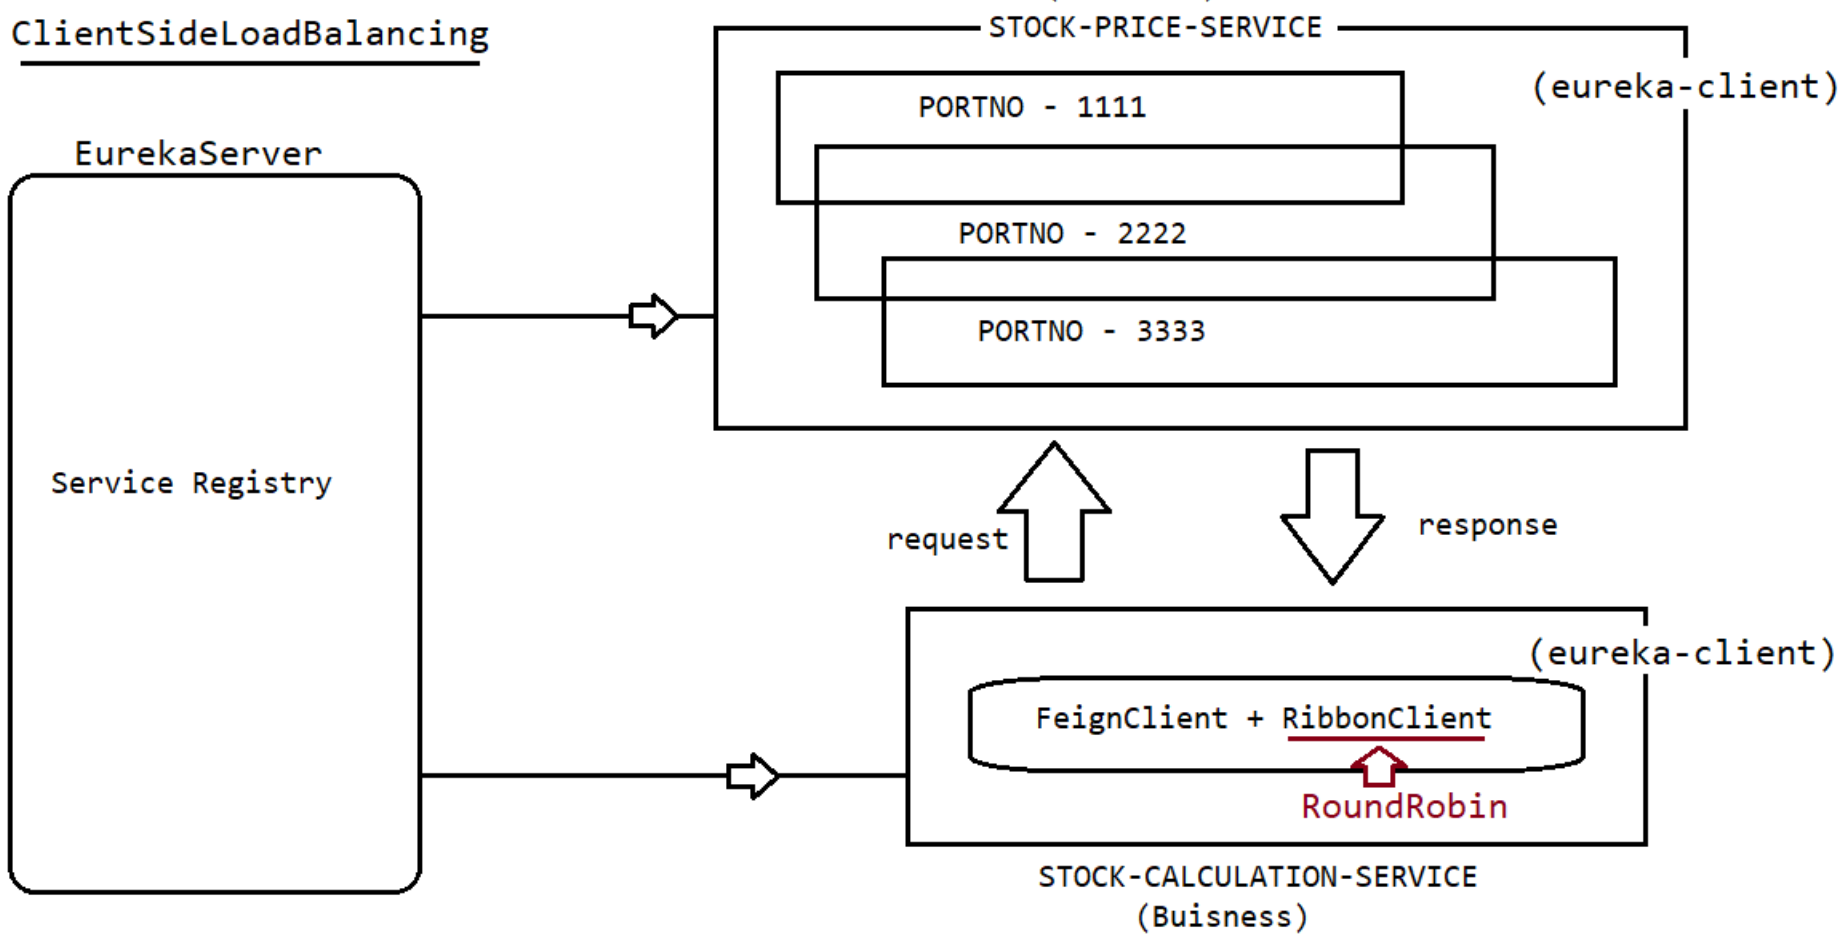 ClientSideLoadBalancing
STOCK-PRICE-SERVICE
(eureka-client)
PORTNO - 1111
PORTNO - 2222
PORTNO - 3333
EurekaServer
Service Registry
request
response
(eureka-client)
FeignClient + RibbonClient
RoundRobin
STOCK-CALCULATION-SERVICE
(Buisness)